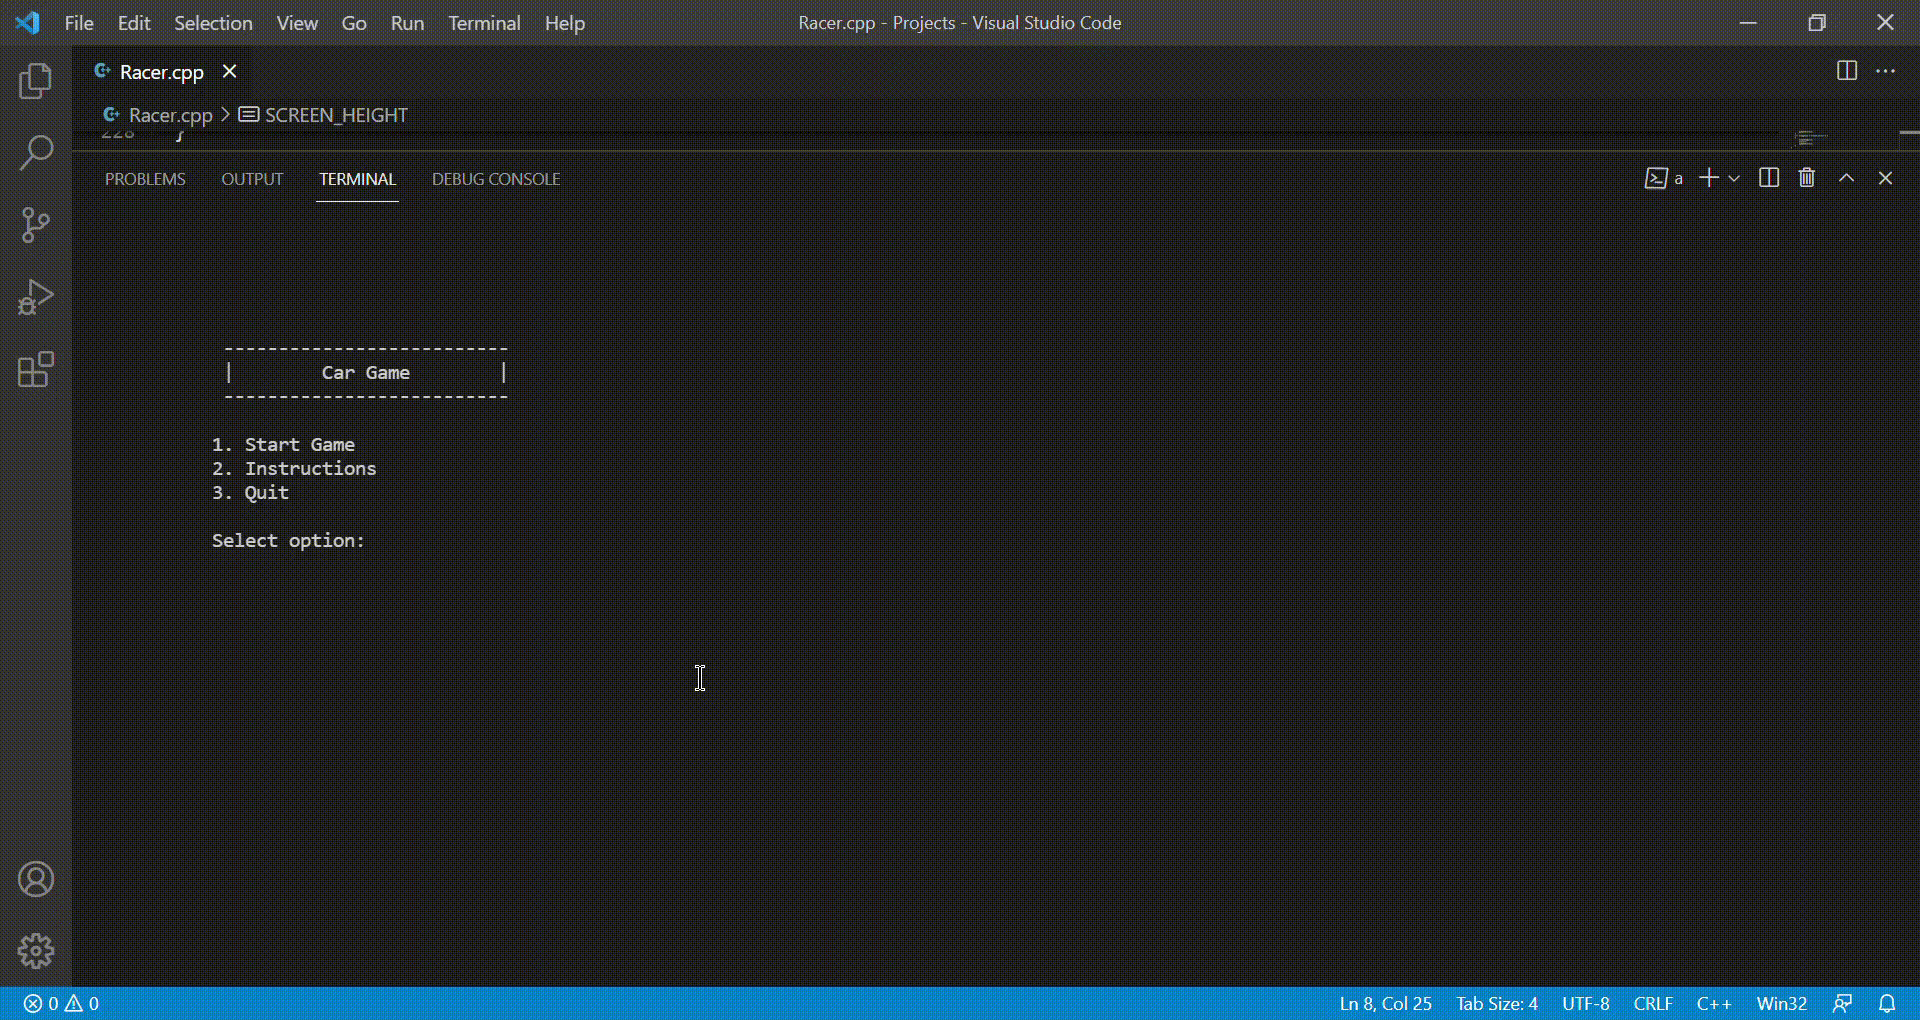 File Edit Selection View Go Run Terminal Help Racer.cpp - Projects - Visual Studio Code
Racer.cpp
Racer.cpp > SCREEN_HEIGHT
228 }
PROBLEMS OUTPUT TERMINAL DEBUG CONSOLE a
--------------------------
| Car Game |
--------------------------
1. Start Game
2. Instructions
3. Quit
Select option:
0 0 Ln 8, Col 25 Tab Size: 4 UTF-8 CRLF C++ Win32